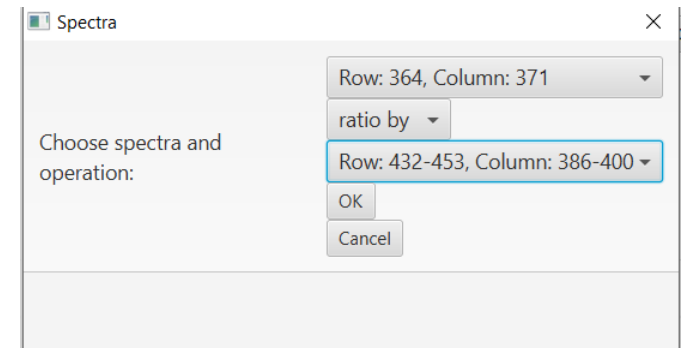 Spectra
Row: 364, Column: 371
ratio by
Choose spectra and
operation:
Row: 432-453, Column: 386-400
OK
Cancel